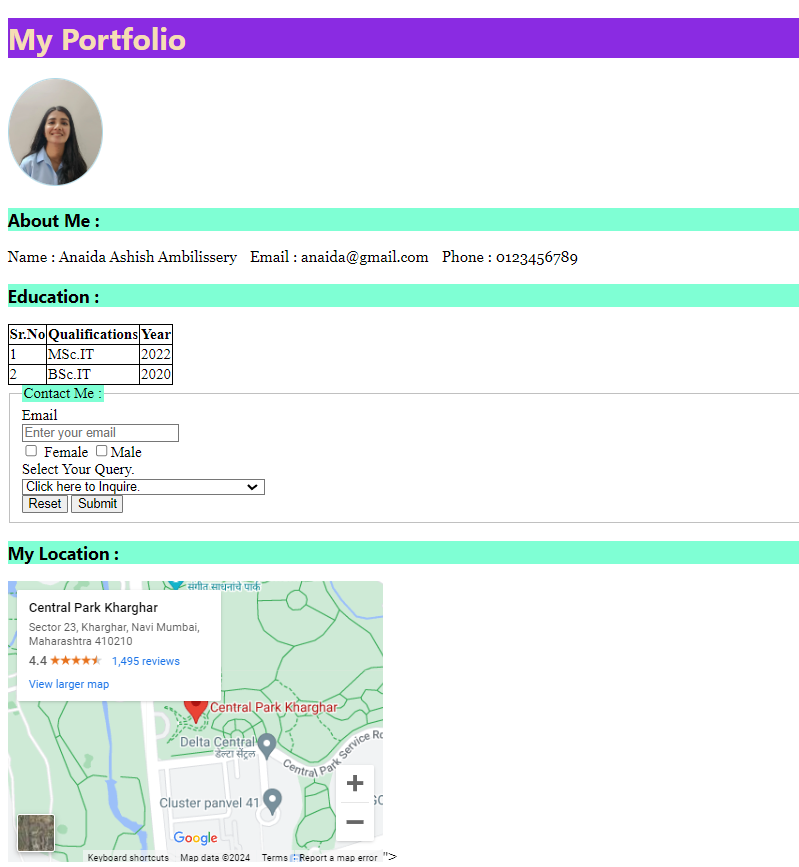 My Portfolio
About Me :
Name : Anaida Ashish Ambilissery Email : anaida@gmail.com Phone : 0123456789
Education :
Sr.No Qualifications Year
1 MSc.IT 2022
2 BSc.IT 2020
Contact Me :
Email
Enter your email
Female Male
Select Your Query.
Click here to Inquire.
Reset Submit
My Location :
संगीत साधनांचे पार्क
Central Park Kharghar
Sector 23, Kharghar, Navi Mumbai,
Maharashtra 410210
4.4 1,495 reviews
View larger map
Central Park Kharghar
Delta Central
डेल्टा सेंट्रल
Central Park Service Rd
Cluster panvel 41
+
−
Google
Keyboard shortcuts Map data ©2024 Terms Report a map error ">